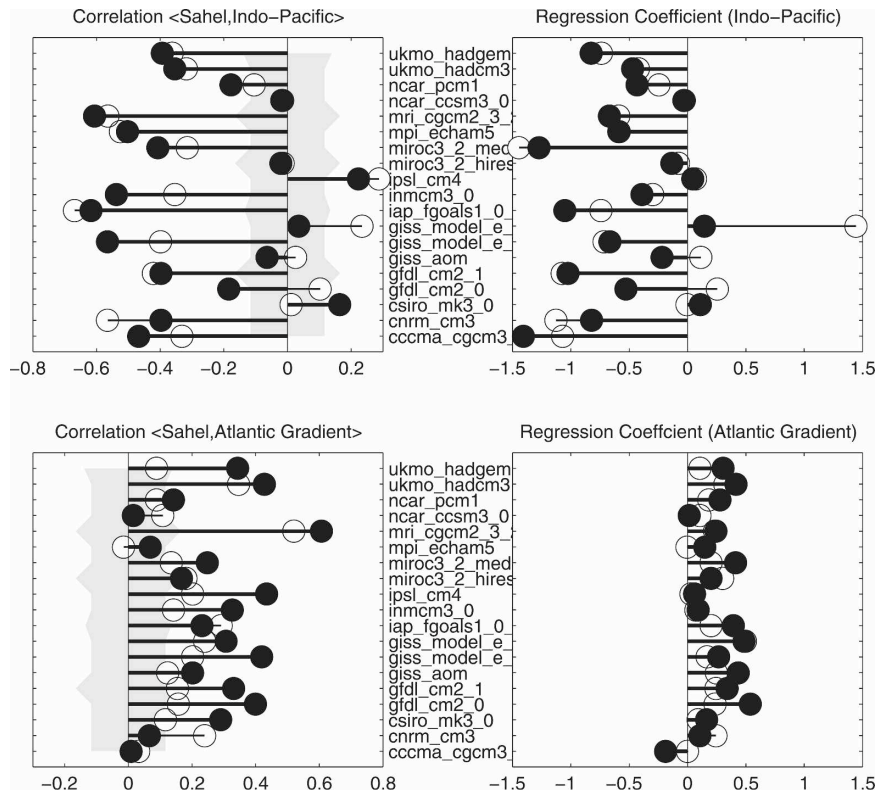 Correlation <Sahel,Indo−Pacific>
Regression Coefficient (Indo−Pacific)
ukmo_hadgem
ukmo_hadcm3
ncar_pcm1
ncar_ccsm3_0
mri_cgcm2_3_
mpi_echam5
miroc3_2_med
miroc3_2_hires
ipsl_cm4
inmcm3_0
iap_fgoals1_0_
giss_model_e_
giss_model_e_
giss_aom
gfdl_cm2_1
gfdl_cm2_0
csiro_mk3_0
cnrm_cm3
cccma_cgcm3_
−0.8 −0.6 −0.4 −0.2 0 0.2
−1.5 −1 −0.5 0 0.5 1 1.5
Correlation <Sahel,Atlantic Gradient>
Regression Coeffcient (Atlantic Gradient)
ukmo_hadgem
ukmo_hadcm3
ncar_pcm1
ncar_ccsm3_0
mri_cgcm2_3_
mpi_echam5
miroc3_2_med
miroc3_2_hires
ipsl_cm4
inmcm3_0
iap_fgoals1_0_
giss_model_e_
giss_model_e_
giss_aom
gfdl_cm2_1
gfdl_cm2_0
csiro_mk3_0
cnrm_cm3
cccma_cgcm3_
−0.2 0 0.2 0.4 0.6 0.8
−1.5 −1 −0.5 0 0.5 1 1.5